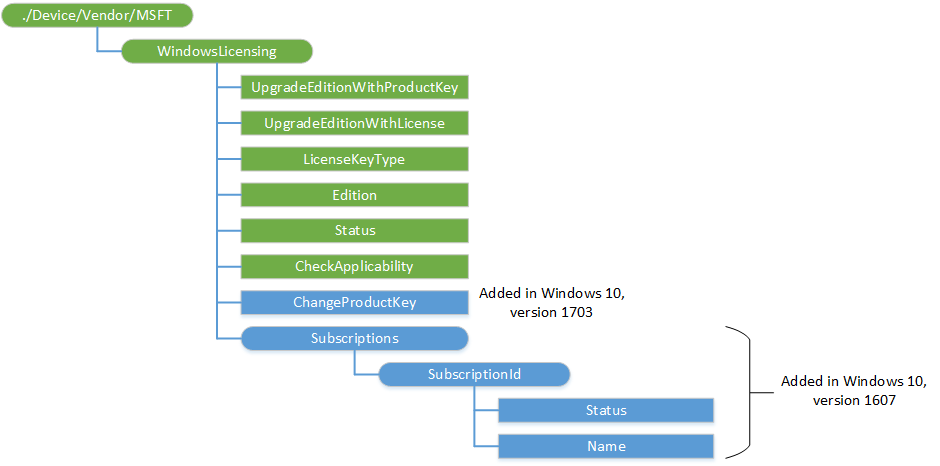 ./Device/Vendor/MSFT
WindowsLicensing
UpgradeEditionWithProductKey
UpgradeEditionWithLicense
LicenseKeyType
Edition
Status
CheckApplicability
ChangeProductKey
Added in Windows 10,
version 1703
Subscriptions
SubscriptionId
Added in Windows 10,
version 1607
Status
Name